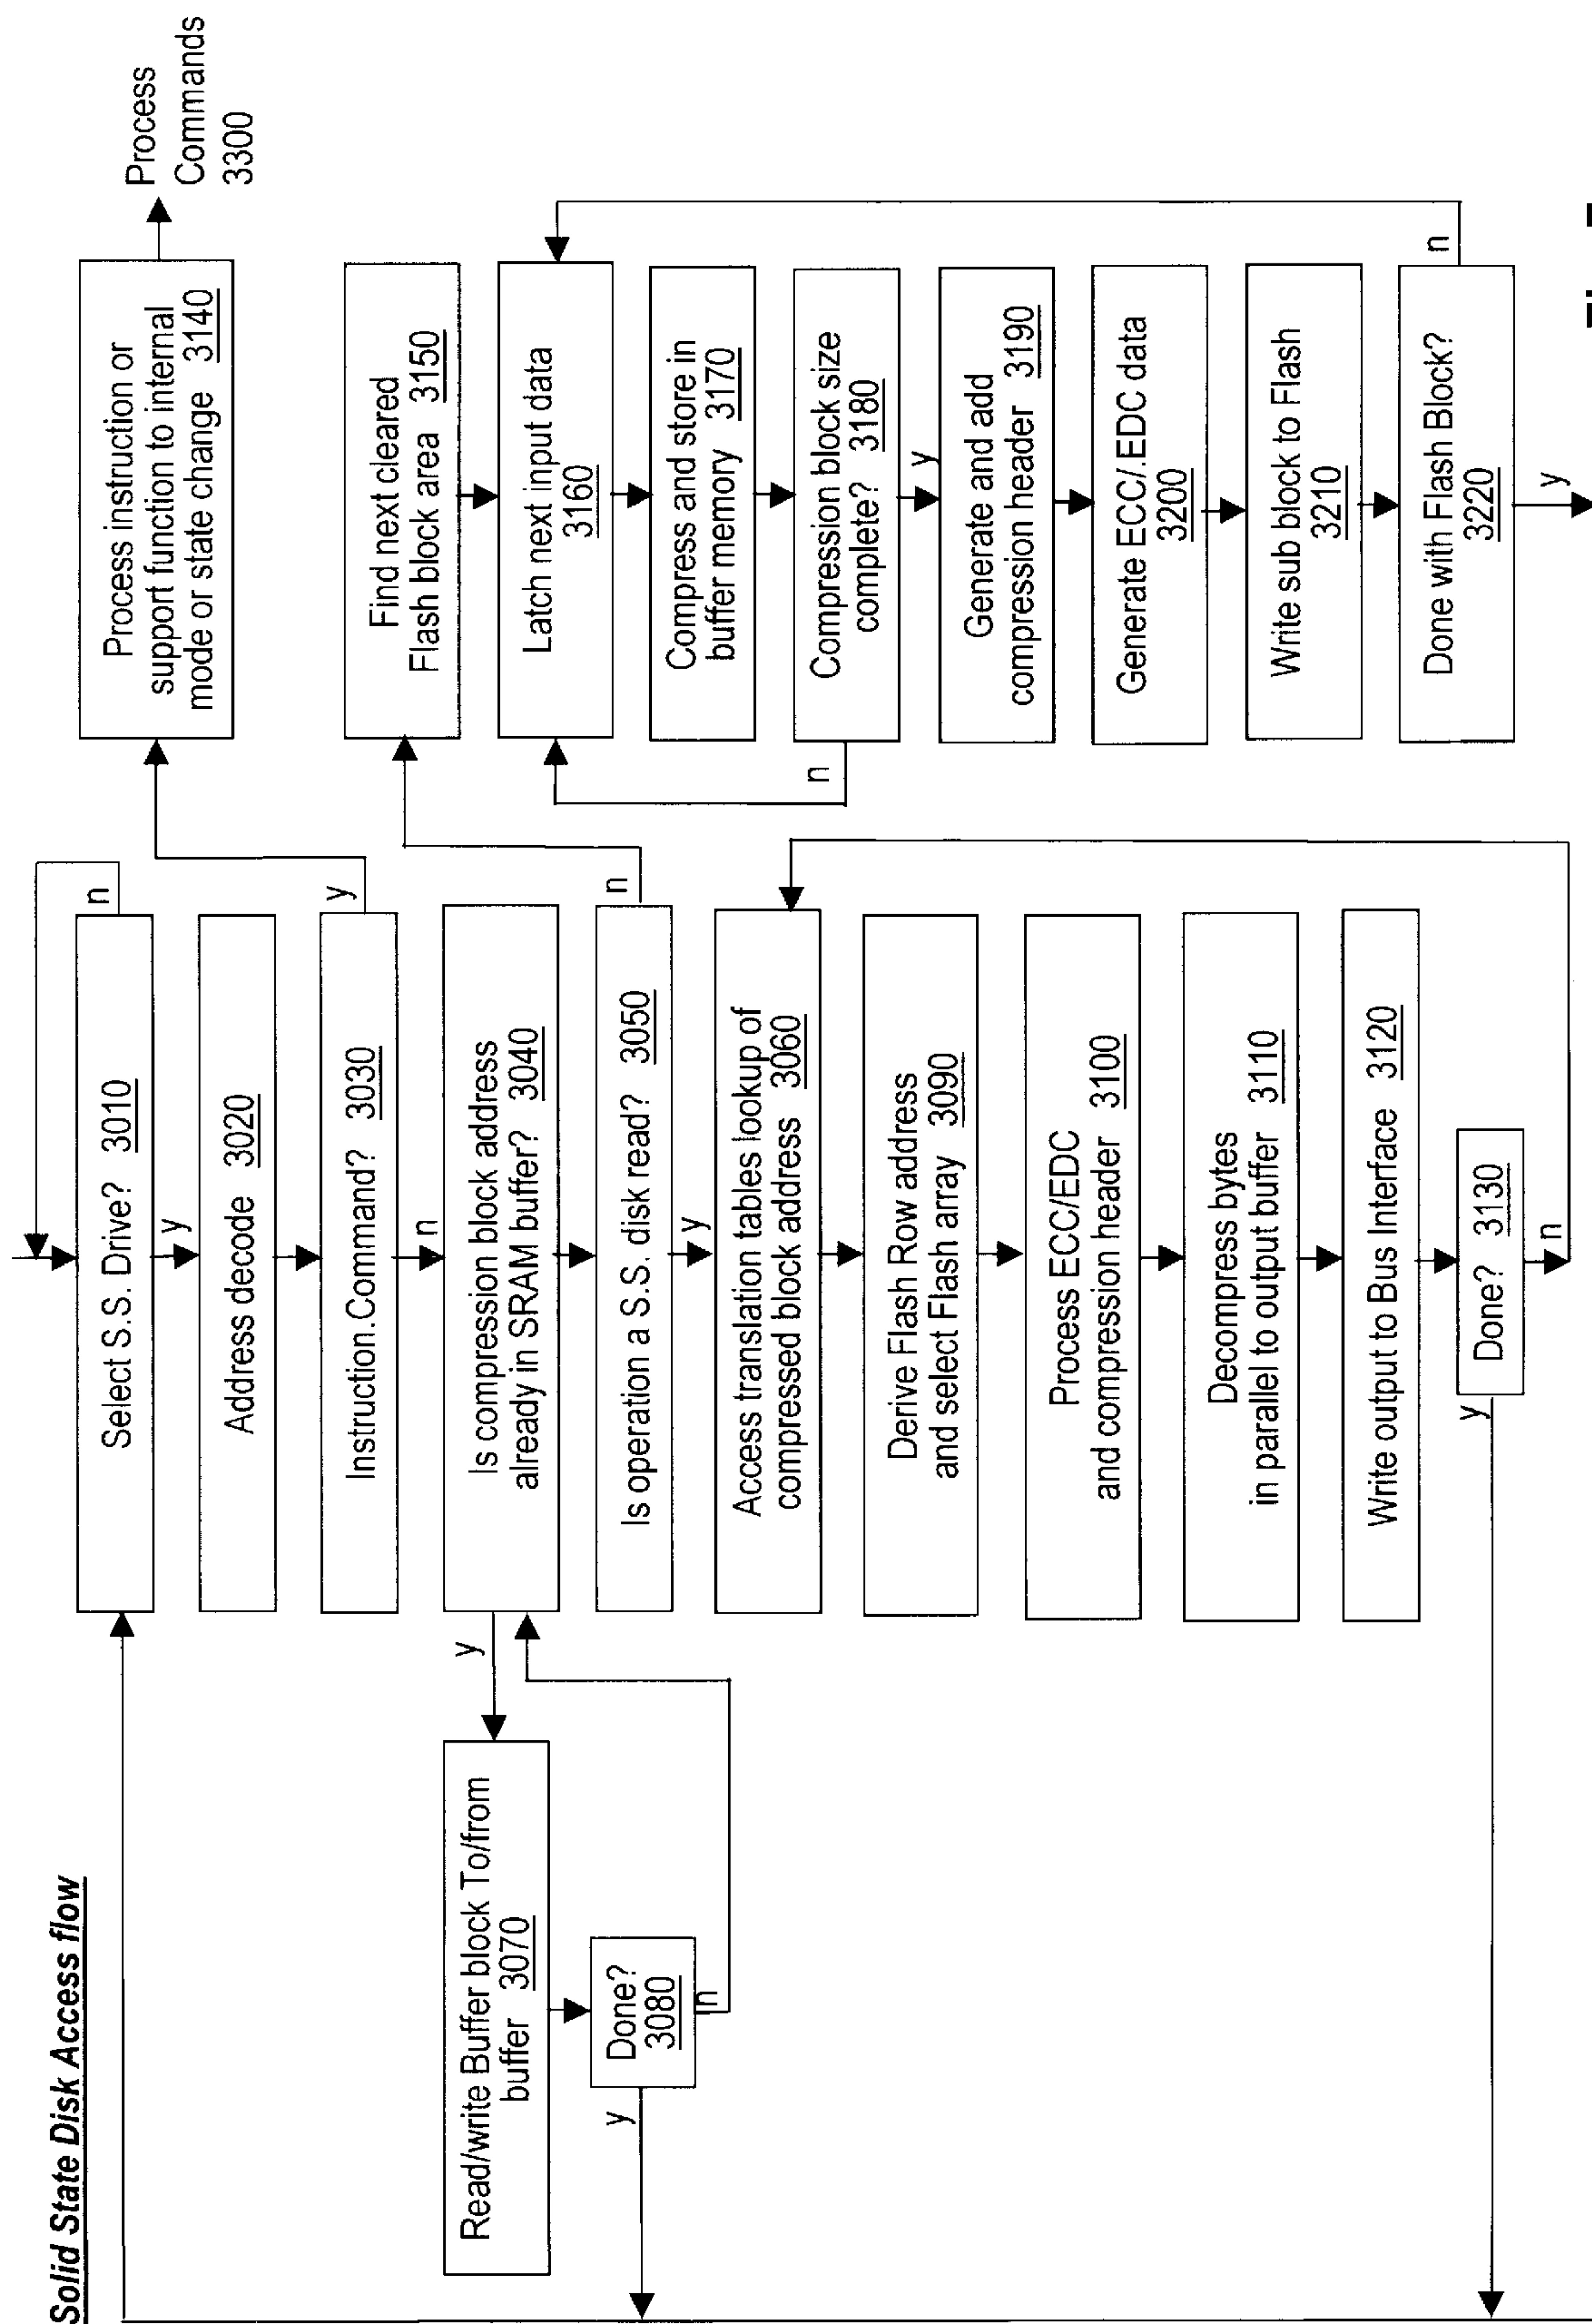 Solid State Disk Access flow
n
Select S.S. Drive? 3010
y
Address decode 3020
Instruction.Command? 3030
y
n
Process instruction or
support function to internal
mode or state change 3140
Process
Commands
3300
Is compression block address
already in SRAM buffer? 3040
y
Read/write Buffer block To/from
buffer 3070
Done?
3080
y
n
Is operation a S.S. disk read? 3050
n
y
Access translation tables lookup of
compressed block address 3060
Derive Flash Row address
and select Flash array 3090
Process ECC/EDC
and compression header 3100
Decompress bytes
in parallel to output buffer 3110
Write output to Bus Interface 3120
Done? 3130
y
n
Find next cleared
Flash block area 3150
Latch next input data
3160
Compress and store in
buffer memory 3170
Compression block size
complete? 3180
n
y
Generate and add
compression header 3190
Generate ECC/.EDC data
3200
Write sub block to Flash
3210
Done with Flash Block?
3220
n
y